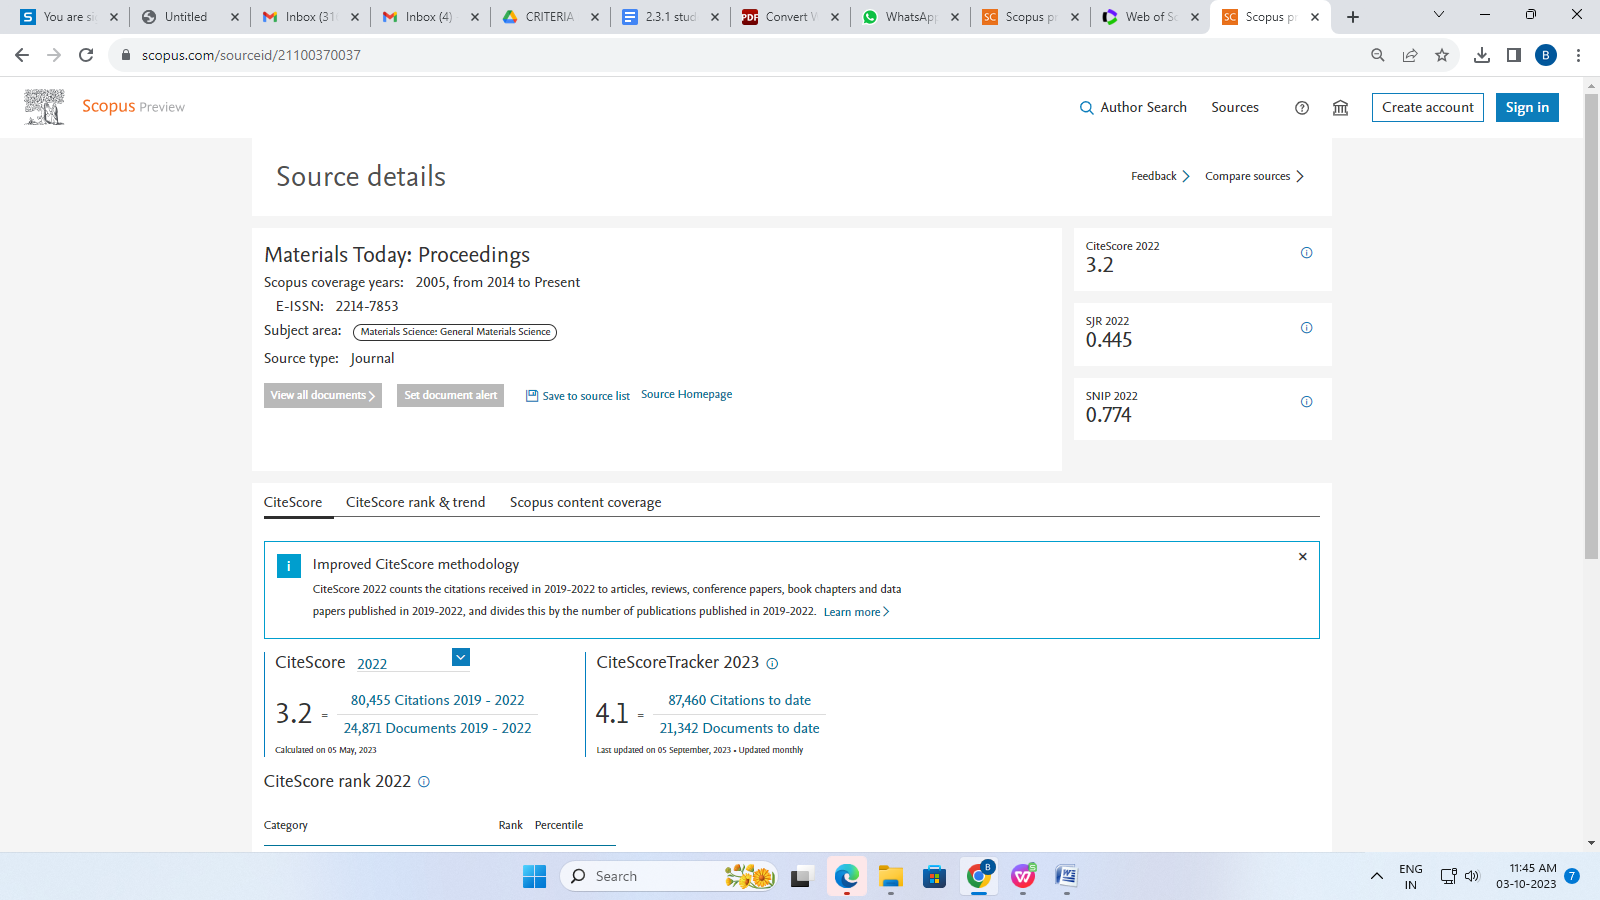 You are si
Untitled
Inbox (31
Inbox (4)
CRITERIA
2.3.1 stud
Convert W
WhatsApp
Scopus pr
Web of Sc
Scopus pr
scopus.com/sourceid/21100370037
B
Scopus Preview
Author Search
Sources
Create account
Sign in
Source details
Feedback
Compare sources
Materials Today: Proceedings
Scopus coverage years: 2005, from 2014 to Present
E-ISSN: 2214-7853
Subject area: Materials Science: General Materials Science
Source type: Journal
View all documents
Set document alert
Save to source list
Source Homepage
CiteScore 2022
3.2
SJR 2022
0.445
SNIP 2022
0.774
CiteScore
CiteScore rank & trend
Scopus content coverage
Improved CiteScore methodology
CiteScore 2022 counts the citations received in 2019-2022 to articles, reviews, conference papers, book chapters and data
papers published in 2019-2022, and divides this by the number of publications published in 2019-2022. Learn more
CiteScore 2022
3.2 =
80,455 Citations 2019 - 2022
24,871 Documents 2019 - 2022
Calculated on 05 May, 2023
CiteScoreTracker 2023
4.1 =
87,460 Citations to date
21,342 Documents to date
Last updated on 05 September, 2023 • Updated monthly
CiteScore rank 2022
Category Rank Percentile
Search
ENG
IN
11:45 AM
03-10-2023
7